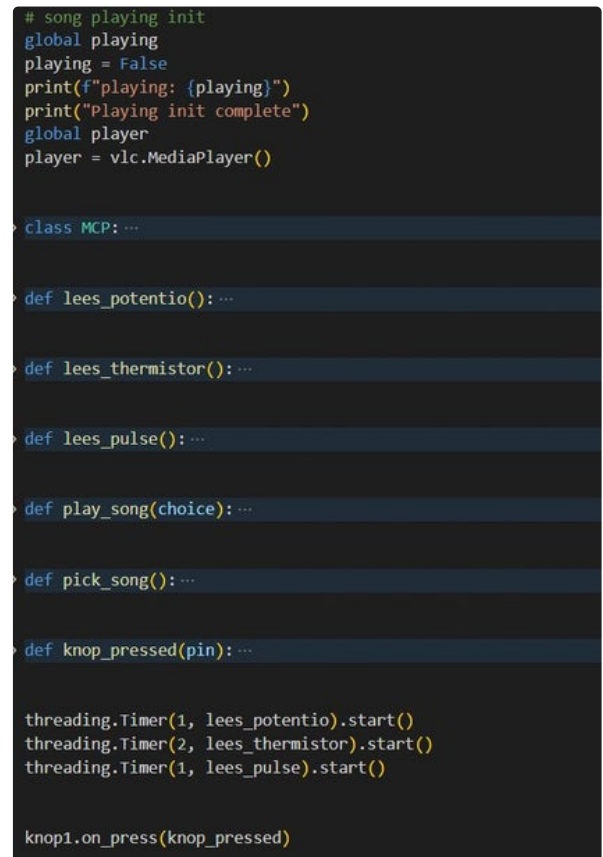 # song playing init
global playing
playing = False
print(f"playing: {playing}")
print("Playing init complete")
global player
player = vlc.MediaPlayer()
class MCP: ...
def lees_potentio(): ...
def lees_thermistor(): ...
def lees_pulse(): ...
def play_song(choice): ...
def pick_song(): ...
def knop_pressed(pin): ...
threading.Timer(1, lees_potentio).start()
threading.Timer(2, lees_thermistor).start()
threading.Timer(1, lees_pulse).start()
knop1.on_press(knop_pressed)